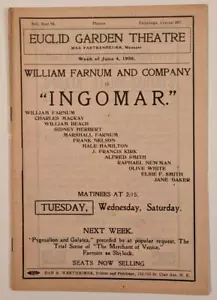 EUCLID GARDEN THEATRE
MAX FAETKENHEUER, Manager
Week of June 4, 1906.
WILLIAM FARNUM AND COMPANY
IN
"INGOMAR."
WILLIAM FARNUM
CHARLES MACKAY
WILLIAM BEACH
SIDNEY HERBERT
MARSHALL FARNUM
FRANK NELSON
HALE HAMILTON
J. FRANCIS KIRK
ALFRED SMITH
RAPHAEL NEWMAN
OLIVE WHITE
ELSIE F. SMITH
JANE OAKER
MATINEES AT 2:15.
TUESDAY, Wednesday, Saturday.
NEXT WEEK.
"Pygmalion and Galatea," preceded by at popular request, The
Trial Scene of "The Merchant of Venice," Mr.
Farnum as Shylock.
SEATS NOW SELLING